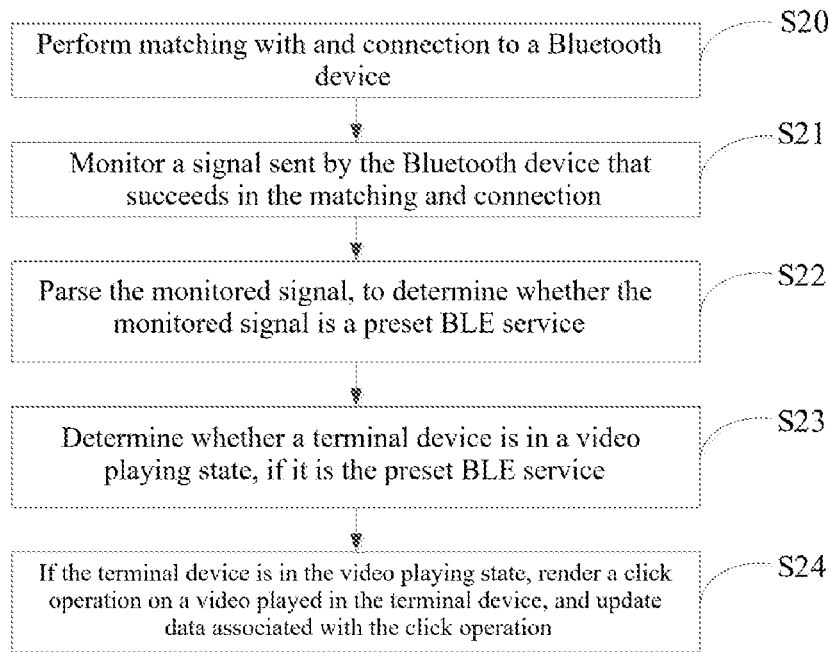 S20
Perform matching with and connection to a Bluetooth
device
S21
Monitor a signal sent by the Bluetooth device that
succeeds in the matching and connection
S22
Parse the monitored signal, to determine whether the
monitored signal is a preset BLE service
S23
Determine whether a terminal device is in a video
playing state, if it is the preset BLE service
S24
If the terminal device is in the video playing state, render a click
operation on a video played in the terminal device, and update
data associated with the click operation